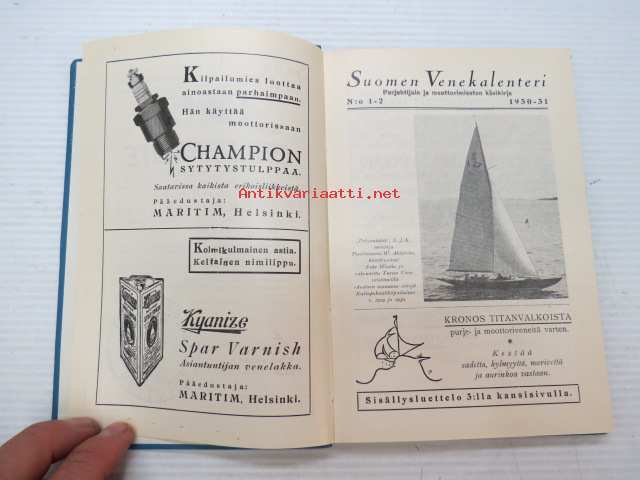 Kilpailumies luottaa
ainoastaan parhaimpaan.
Hän käyttää
moottorissaan
CHAMPION
SYTYTYSTULPPAA.
Saatavissa kaikista erikoisliikkeistä
Pääedustaja:
MARITIM, Helsinki.
Kolmikulmainen astia.
Keltainen nimilippu.
Kyanize
Spar Varnish
Asiantuntijan venelakka.
Pääedustaja:
MARITIM, Helsinki.
Suomen Venekalenteri
Purjehtijain ja moottorimiesten käsikirja
N:o 1-2 1930-31
Antikvariaatti.net
KRONOS TITANVALKOISTA
purje- ja moottoriveneitä varten.
Kestää
sadetta, kylmyyttä, merivettä
ja aurinkoa vastaan.
Sisällysluettelo 3:lla kansisivulla.